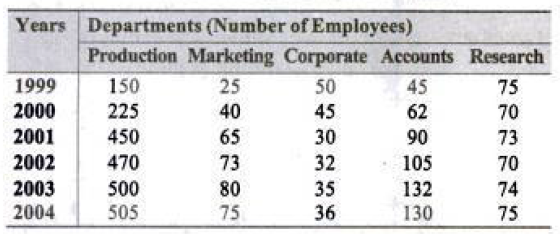 Years Departments (Number of Employees)
Production Marketing Corporate Accounts Research
1999 150 25 50 45 75
2000 225 40 45 62 70
2001 450 65 30 90 73
2002 470 73 32 105 70
2003 500 80 35 132 74
2004 505 75 36 130 75